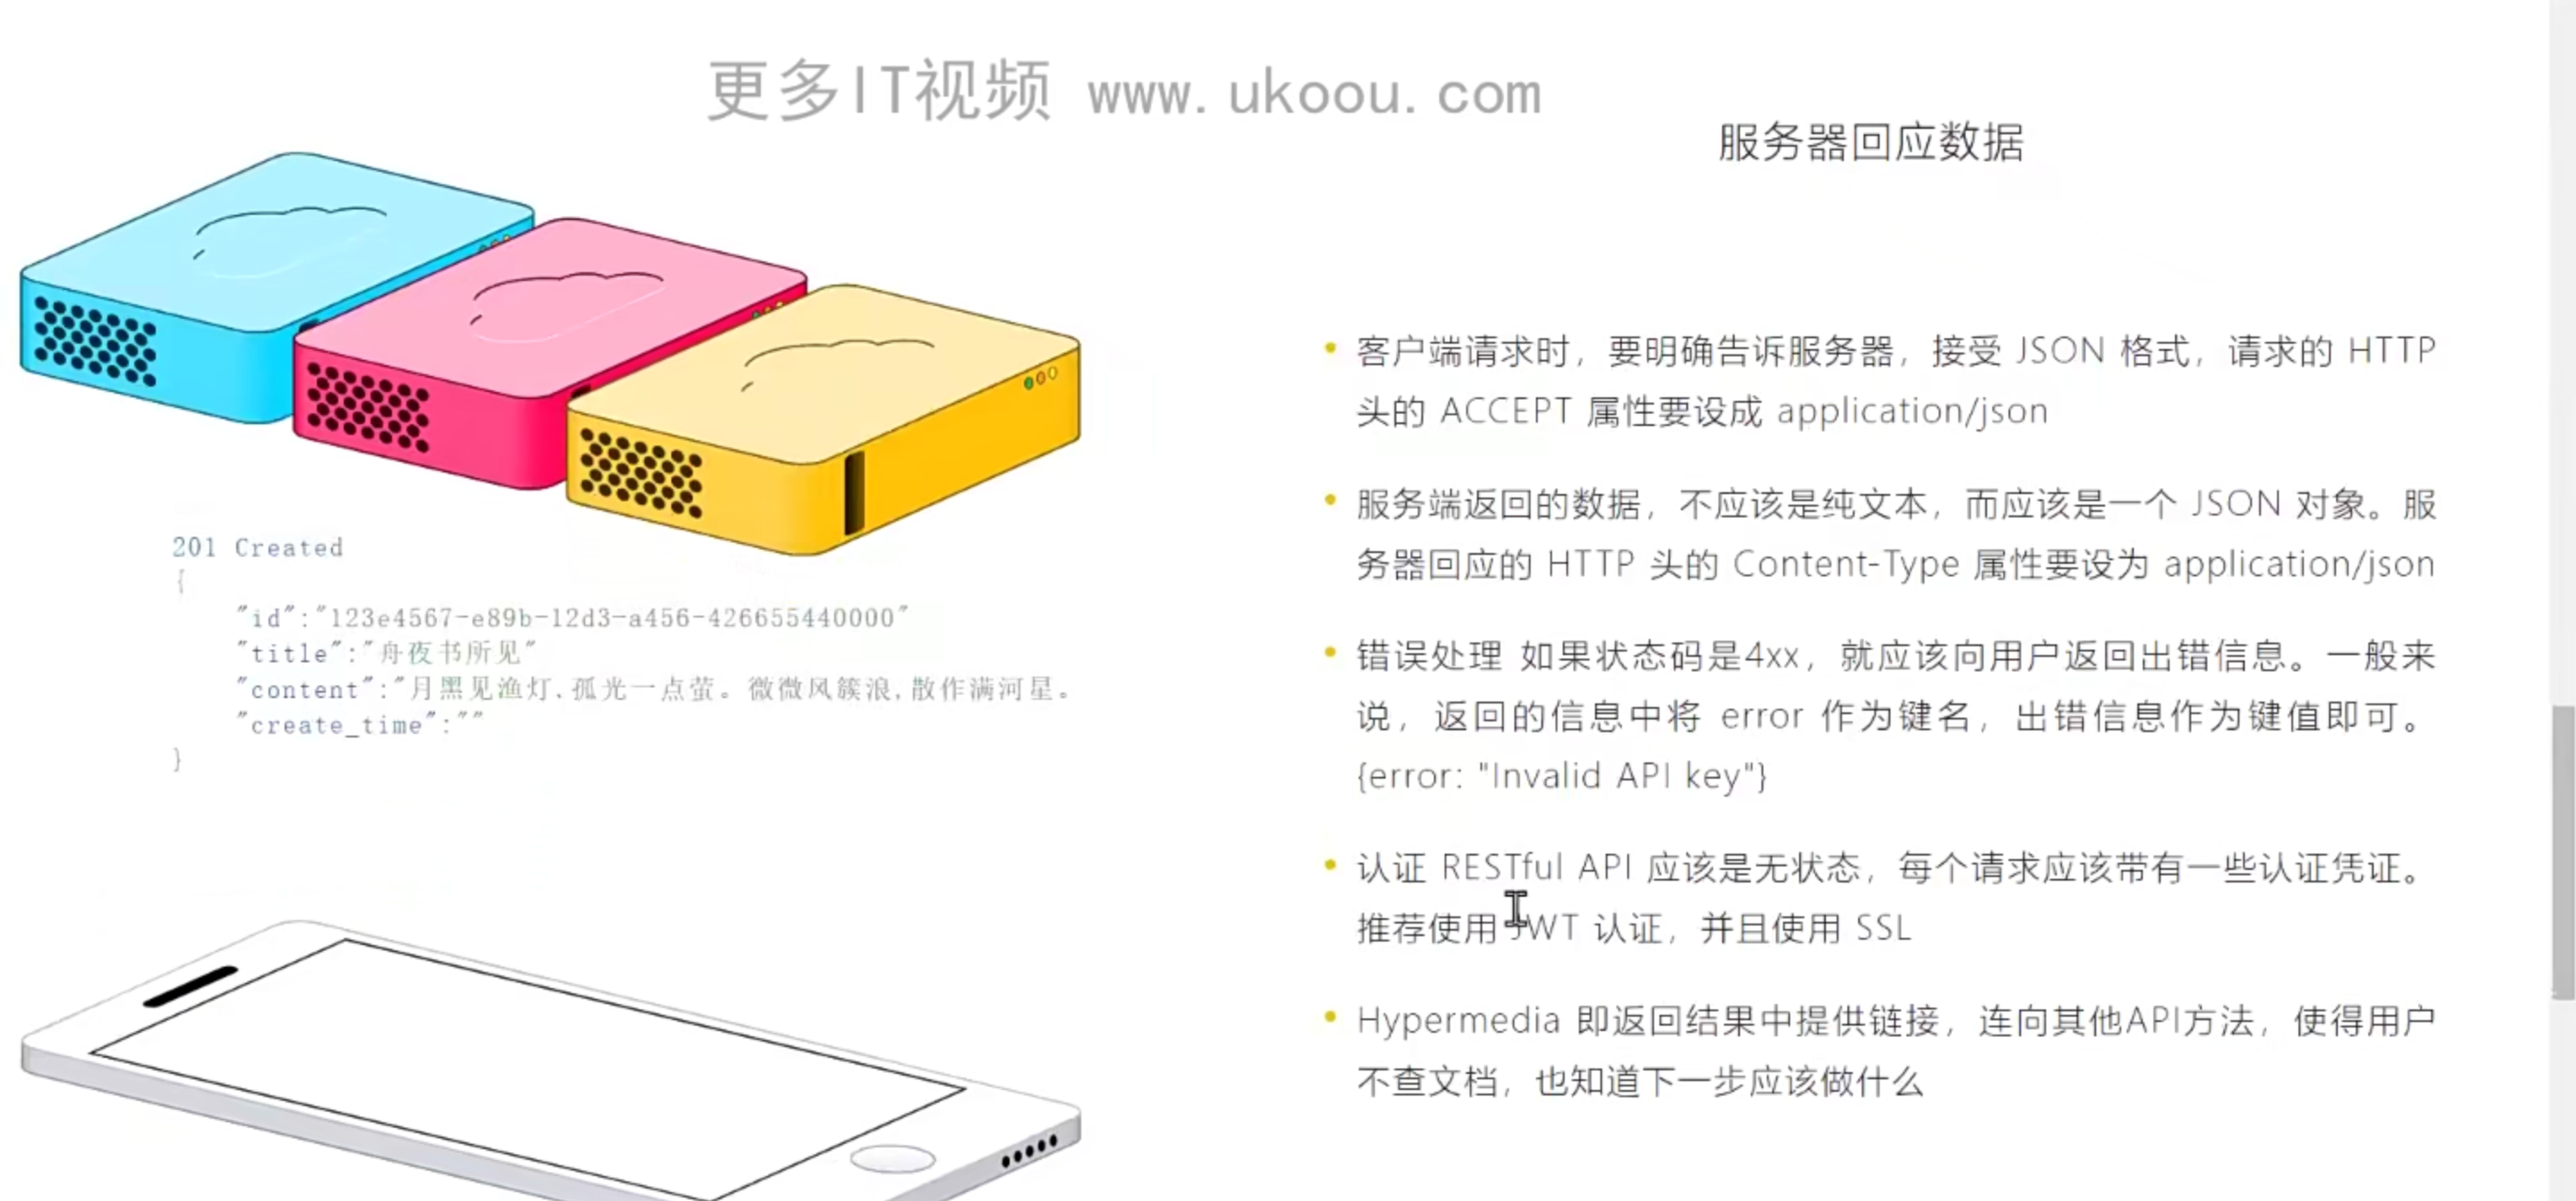 更多IT视频 www.ukoou.com
服务器回应数据
客户端请求时，要明确告诉服务器，接受 JSON 格式，请求的 HTTP
头的 ACCEPT 属性要设成 application/json
服务端返回的数据，不应该是纯文本，而应该是一个 JSON 对象。服
务器回应的 HTTP 头的 Content-Type 属性要设为 application/json
错误处理 如果状态码是4xx，就应该向用户返回出错信息。一般来
说，返回的信息中将 error 作为键名，出错信息作为键值即可。
{error: "Invalid API key"}
认证 RESTful API 应该是无状态，每个请求应该带有一些认证凭证。
推荐使用 JWT 认证，并且使用 SSL
Hypermedia 即返回结果中提供链接，连向其他API方法，使得用户
不查文档，也知道下一步应该做什么
201 Created
{
"id":"123e4567-e89b-12d3-a456-426655440000"
"title":"舟夜书所见"
"content":"月黑见渔灯、孤光一点萤。微微风簇浪,散作满河星。
"create_time":""
}